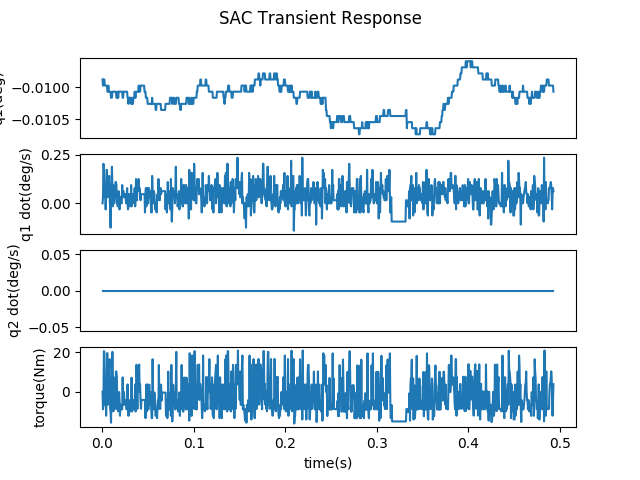 SAC Transient Response
−0.0100
−0.0105
q1(deg)
0.25
0.00
q1 dot(deg/s)
0.05
0.00
−0.05
q2 dot(deg/s)
20
0
torque(Nm)
0.0 0.1 0.2 0.3 0.4 0.5
time(s)